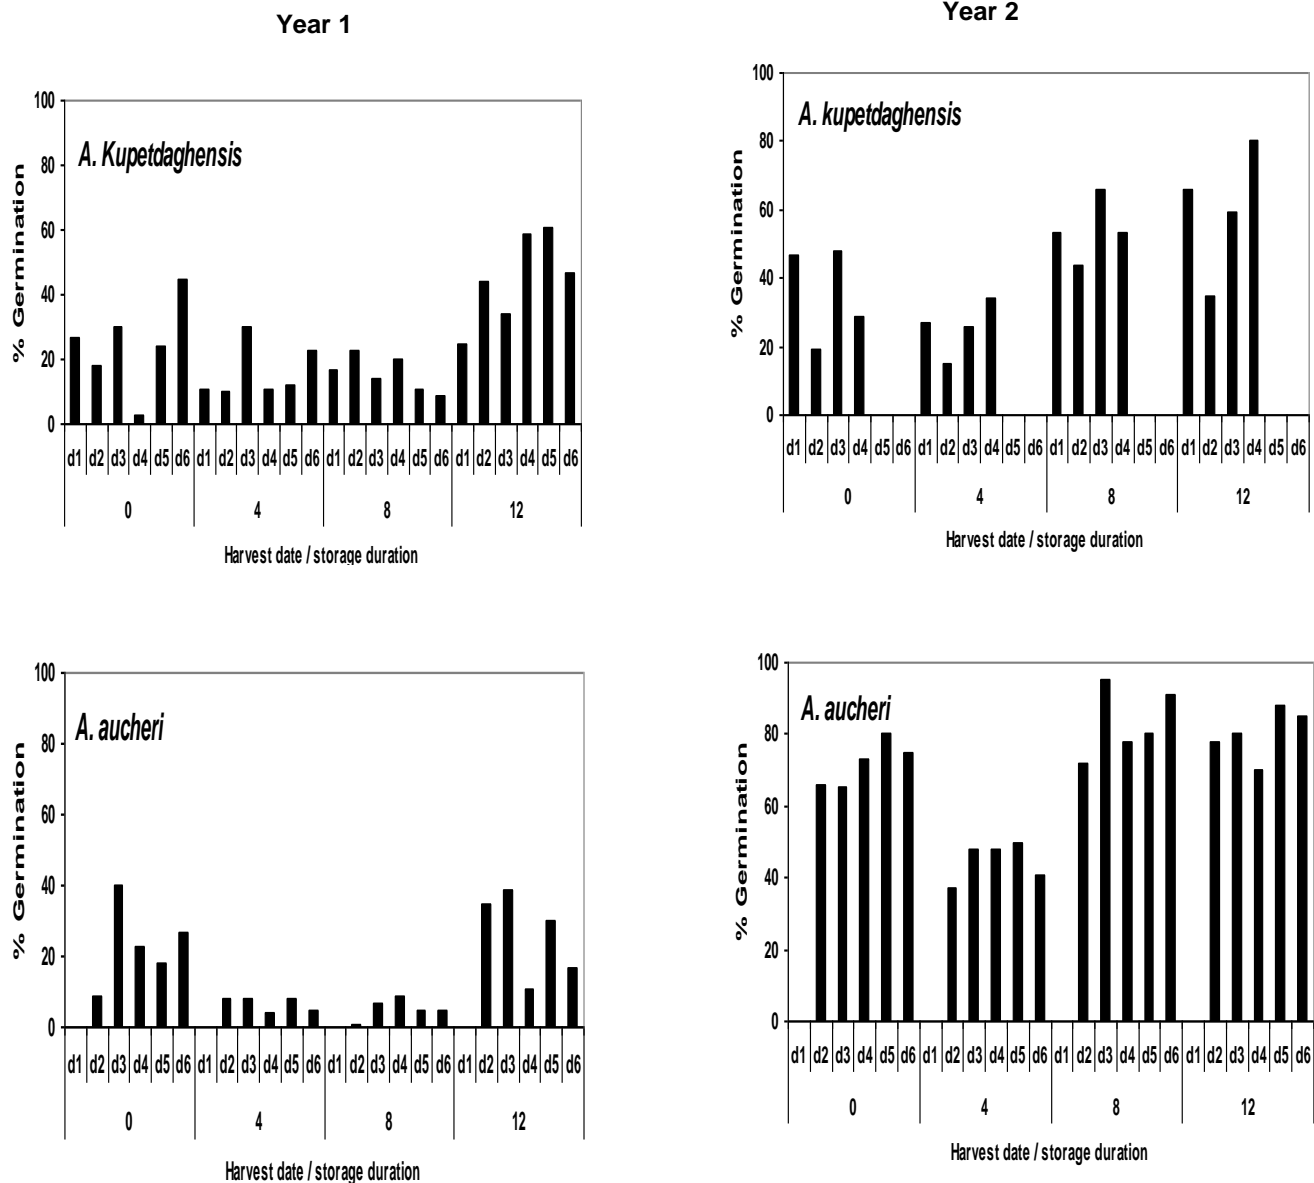 Year 1
Year 2
A. Kupetdaghensis
% Germination
100
80
60
40
20
0
d1 d2 d3 d4 d5 d6 d1 d2 d3 d4 d5 d6 d1 d2 d3 d4 d5 d6 d1 d2 d3 d4 d5 d6
0 4 8 12
Harvest date / storage duration
A. kupetdaghensis
% Germination
100
80
60
40
20
0
d1 d2 d3 d4 d5 d6 d1 d2 d3 d4 d5 d6 d1 d2 d3 d4 d5 d6 d1 d2 d3 d4 d5 d6
0 4 8 12
Harvest date / storage duration
A. aucheri
% Germination
100
80
60
40
20
0
d1 d2 d3 d4 d5 d6 d1 d2 d3 d4 d5 d6 d1 d2 d3 d4 d5 d6 d1 d2 d3 d4 d5 d6
0 4 8 12
Harvest date / storage duration
A. aucheri
% Germination
100
80
60
40
20
0
d1 d2 d3 d4 d5 d6 d1 d2 d3 d4 d5 d6 d1 d2 d3 d4 d5 d6 d1 d2 d3 d4 d5 d6
0 4 8 12
Harvest date / storage duration